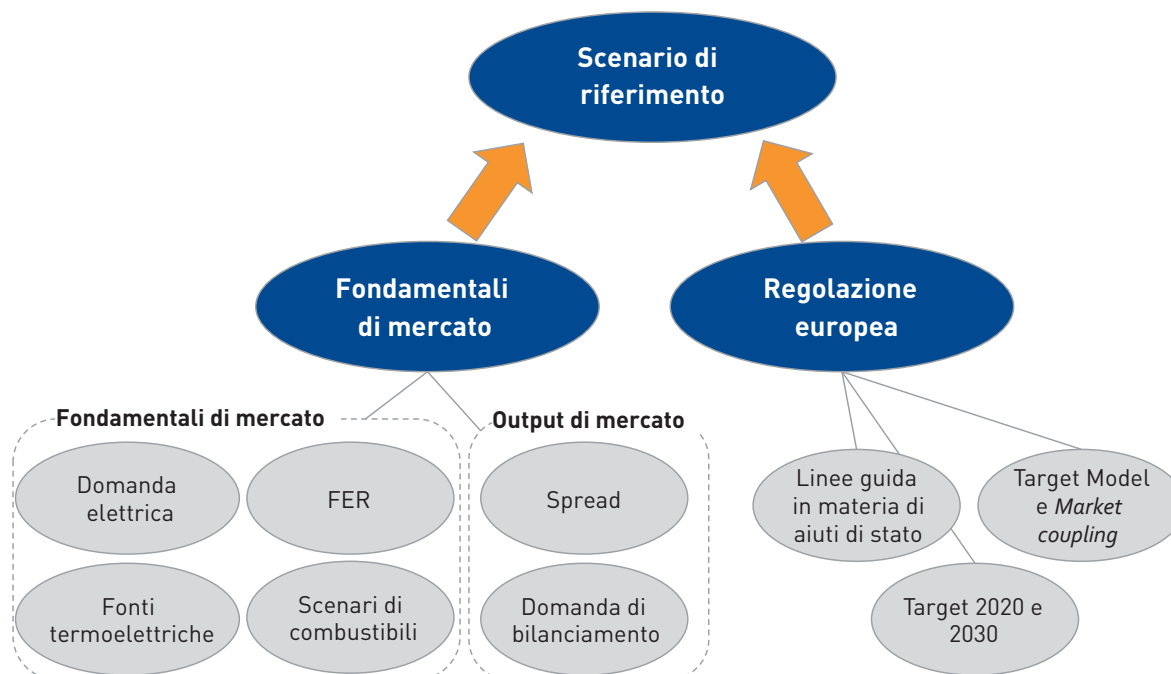 Scenario di
riferimento
Fondamentali
di mercato
Regolazione
europea
Fondamentali di mercato
Output di mercato
Domanda
elettrica
FER
Spread
Linee guida
in materia di
aiuti di stato
Target Model
e Market
coupling
Fonti
termoelettriche
Scenari di
combustibili
Domanda di
bilanciamento
Target 2020 e
2030